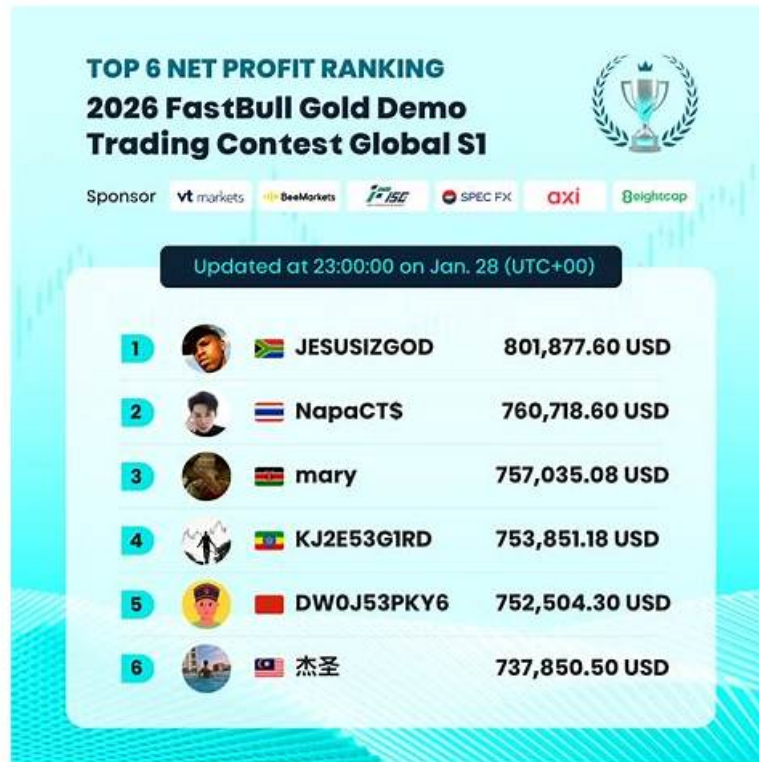 TOP 6 NET PROFIT RANKING
2026 FastBull Gold Demo
Trading Contest Global S1
Sponsor vt markets BeeMarkets ISG SPEC FX axi eightcap
Updated at 23:00:00 on Jan. 28 (UTC+00)
1 JESUSIZGOD 801,877.60 USD
2 NapaCT$ 760,718.60 USD
3 mary 757,035.08 USD
4 KJ2E53G1RD 753,851.18 USD
5 DW0J53PKY6 752,504.30 USD
6 杰圣 737,850.50 USD